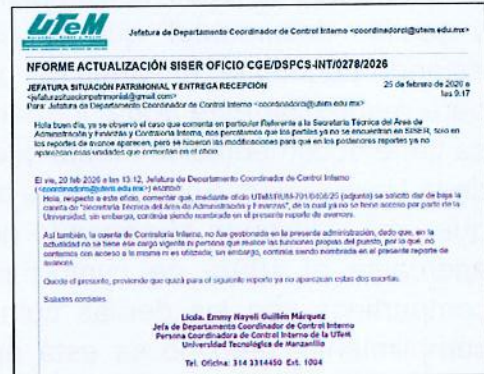 UTeM
Jefatura de Departamento Coordinador de Control Interno <coordinadorci@utem.edu.mx>
NFORME ACTUALIZACIÓN SISER OFICIO CGE/DSPCS-INT/0278/2026
JEFATURA SITUACIÓN PATRIMONIAL Y ENTREGA RECEPCIÓN
<jefaturasituacionpatrimonial@gmail.com>
25 de febrero de 2026 a
las 9:17
Para: Jefatura de Departamento Coordinador de Control Interno <coordinadorci@utem.edu.mx>
Hola buen día, ya se observó el caso que comenta en particular Referente a la Secretaría Técnica del Área de
Administración y Finanzas y Contraloría Interna, nos percatamos que los perfiles ya no se encuentran en SISER, solo en
los reportes de avance aparecen, pero se hicieron las modificaciones para que en los posteriores reportes ya no
aparezcan esas unidades que comentan en el oficio.
El vie, 20 feb 2026 a las 13:12, Jefatura de Departamento Coordinador de Control Interno
(<coordinadorci@utem.edu.mx>) escribió:
Hola, respecto a este oficio, comentar que, mediante oficio (adjunto) se solicitó dar de baja la
cuenta de "Secretaría Técnica del Área de Administración y Finanzas", de la cual ya no se tiene acceso por parte de la
Universidad, sin embargo, continúa siendo nombrada en el presente reporte de avances.
Así también, la cuenta de Contraloría Interna, no fue gestionada en la presente administración, dado que, en la
actualidad no se tiene ese cargo vigente ni persona que realice las funciones propias del puesto, por lo que, no
contamos con acceso a la misma ni es utilizada; sin embargo, continúa siendo nombrada en el presente reporte de
avances.
Quedo al presente, previendo que quizá para el siguiente reporte ya no aparezcan estas dos cuentas.
Saludos cordiales
Licda. Emmy Nayeli Guillén Márquez
Jefa de Departamento Coordinador de Control Interno
Persona Coordinadora de Control Interno de la UTeM
Universidad Tecnológica de Manzanillo
Tel. Oficina: 314 3314450 Ext. 1004